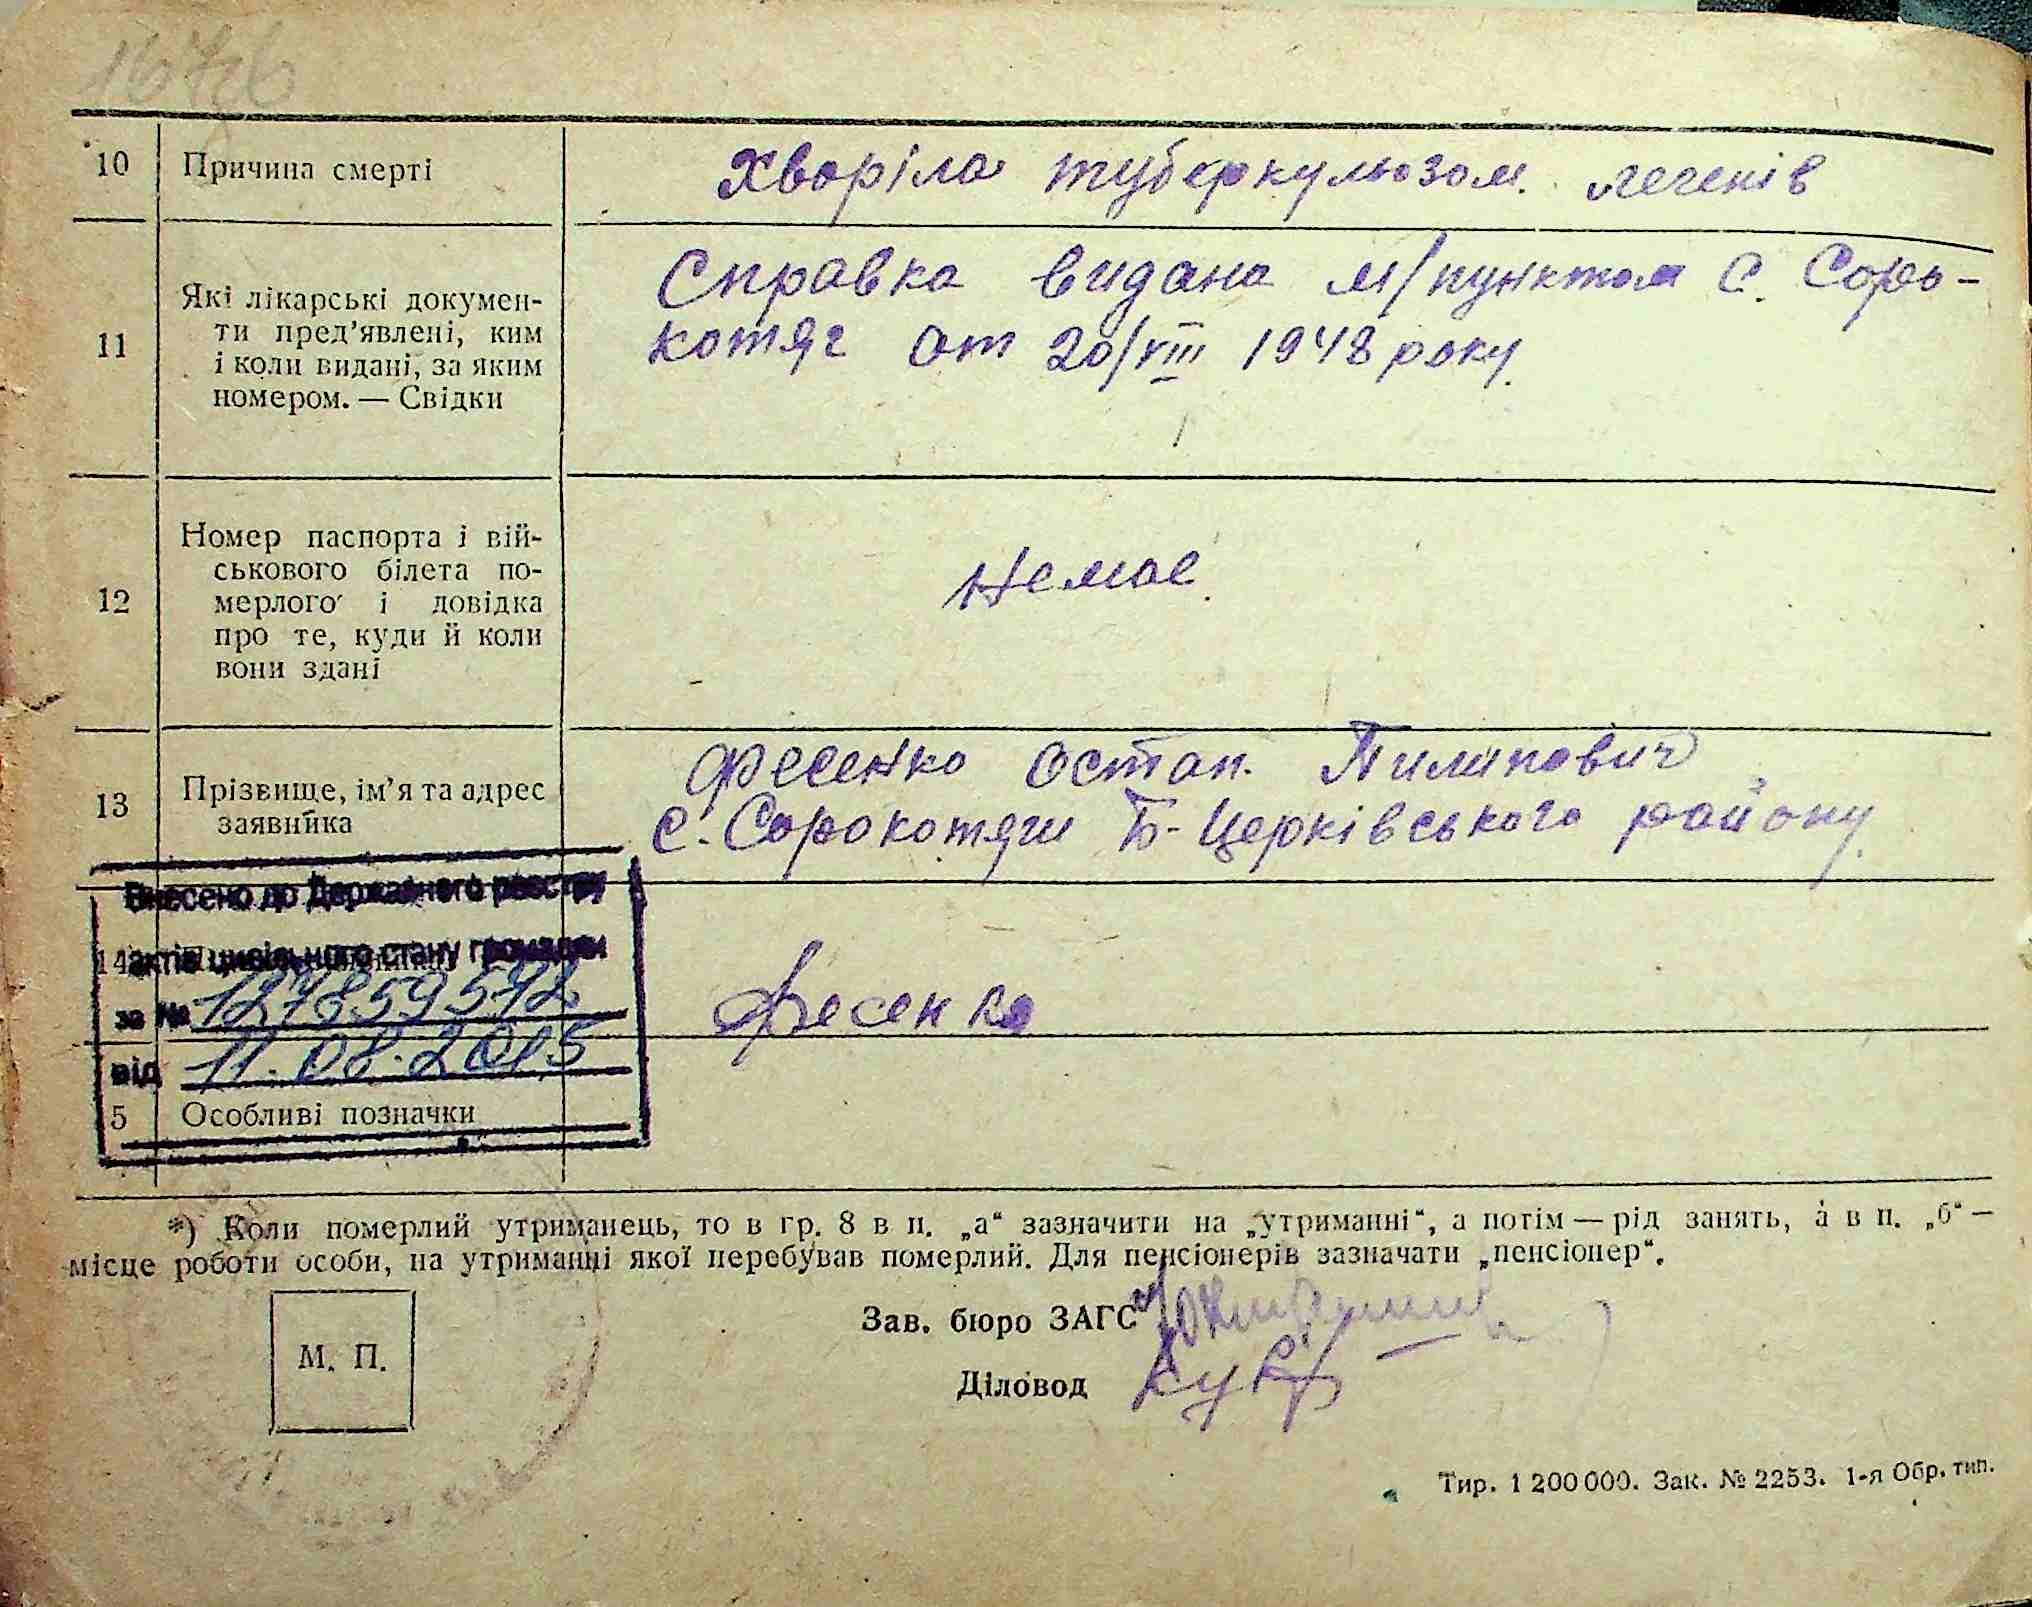 10 Причина смерті Хворіла туберкульозом. легенів
11 Які лікарські докумен-
ти пред’явлені, ким
і коли видані, за яким
номером. — Свідки
Справка видана м/пунктом С. Соро-
котяг от 20/VIII 1948 року.
12 Номер паспорта і вій-
ськового білета по-
мерлого і довідка
про те, куди й коли
вони здані
Немає.
13 Прізвище, ім’я та адрес
заявника
Фесенко Остап. Пилипович
С. Сорокотяги Б-Церківського району.
Внесено до Державного реєстру
актів цивільного стану громадян
за № 12785957
від 11.08.2015
14
Фесенко
5 Особливі позначки
*) Коли померлий утриманець, то в гр. 8 в п. „а“ зазначити на „утриманні“, а потім — рід занять, а в п. „б“ —
місце роботи особи, на утриманні якої перебував померлий. Для пенсіонерів зазначати „пенсіонер“.
М. П.
Зав. бюро ЗАГС
Діловод
Тир. 1 200 000. Зак. № 2253. 1-я Обр. тип.